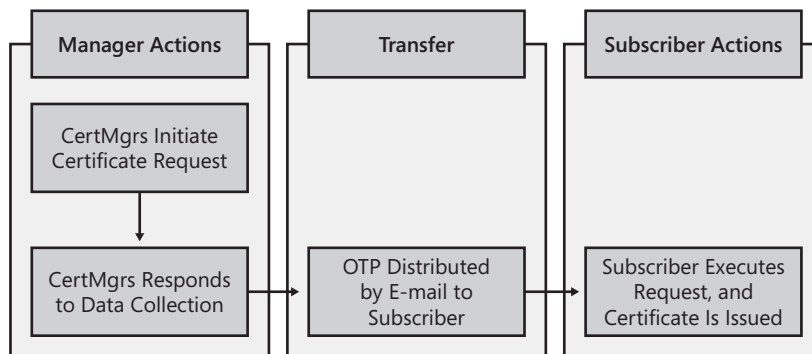 Manager Actions
Transfer
Subscriber Actions
CertMgrs Initiate
Certificate Request
CertMgrs Responds
to Data Collection
OTP Distributed
by E-mail to
Subscriber
Subscriber Executes
Request, and
Certificate Is Issued